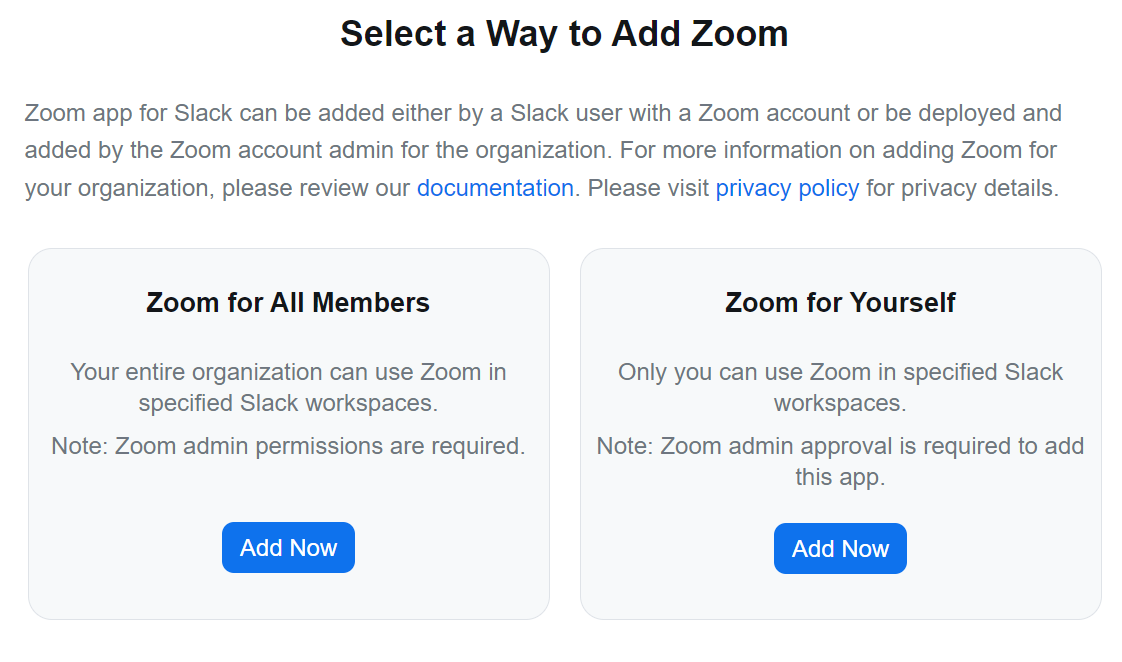 Select a Way to Add Zoom
Zoom app for Slack can be added either by a Slack user with a Zoom account or be deployed and
added by the Zoom account admin for the organization. For more information on adding Zoom for
your organization, please review our documentation. Please visit privacy policy for privacy details.
Zoom for All Members
Your entire organization can use Zoom in
specified Slack workspaces.
Note: Zoom admin permissions are required.
Add Now
Zoom for Yourself
Only you can use Zoom in specified Slack
workspaces.
Note: Zoom admin approval is required to add
this app.
Add Now